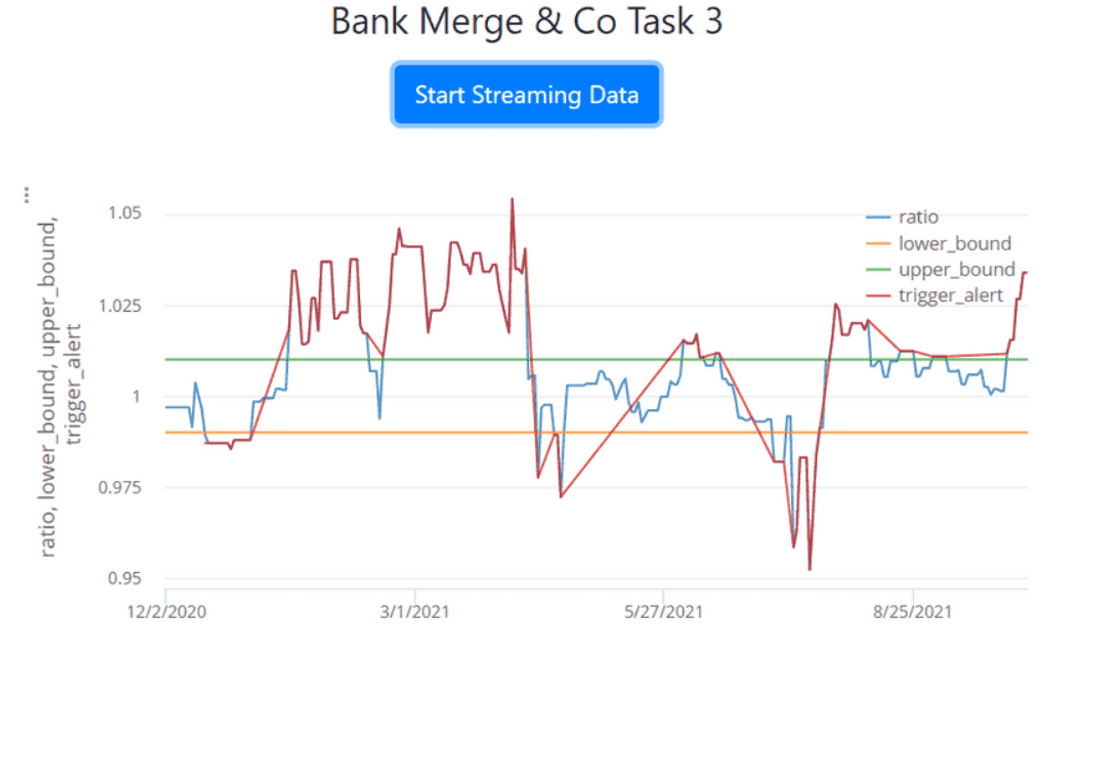 Bank Merge & Co Task 3
Start Streaming Data
...
ratio, lower_bound, upper_bound,
trigger_alert
1.05
1.025
1
0.975
0.95
12/2/2020
3/1/2021
5/27/2021
8/25/2021
ratio
lower_bound
upper_bound
trigger_alert